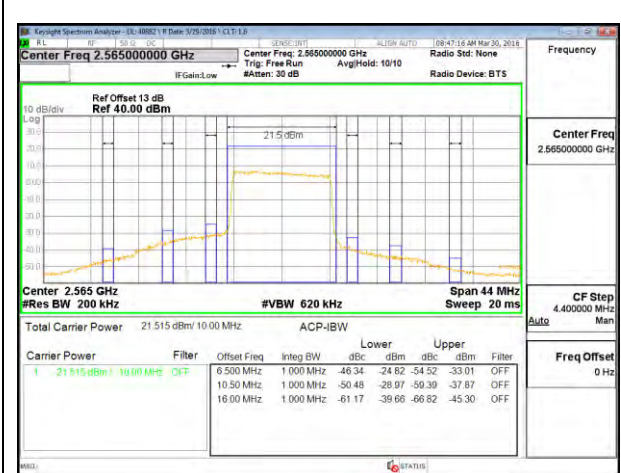 Keysight Spectrum Analyzer - UL: 40882 \ R Date: 3/29/2016 \ CLT: 1.6
RL RF 50 Ω DC SENSE:INT ALIGN AUTO 08:47:16 AM Mar 30, 2016
Center Freq 2.565000000 GHz
Center Freq: 2.565000000 GHz
Radio Std: None
Trig: Free Run Avg|Hold: 10/10
IFGain:Low #Atten: 30 dB Radio Device: BTS
Frequency
Ref Offset 13 dB
10 dB/div Ref 40.00 dBm
Log
30.0
20.0
10.0
0.00
21.5 dBm
Center Freq
2.565000000 GHz
Center 2.565 GHz Span 44 MHz
#Res BW 200 kHz #VBW 620 kHz Sweep 20 ms
CF Step
4.400000 MHz
Auto Man
Total Carrier Power 21.515 dBm/ 10.00 MHz ACP-IBW
Lower Upper
Carrier Power Filter Offset Freq Integ BW dBc dBm dBc dBm Filter
1 21.515 dBm / 10.00 MHz OFF 6.500 MHz 1.000 MHz -46.34 -24.82 -54.52 -33.01 OFF
10.50 MHz 1.000 MHz -50.48 -28.97 -59.39 -37.87 OFF
16.00 MHz 1.000 MHz -61.17 -39.66 -66.82 -45.30 OFF
Freq Offset
0 Hz
MSG STATUS